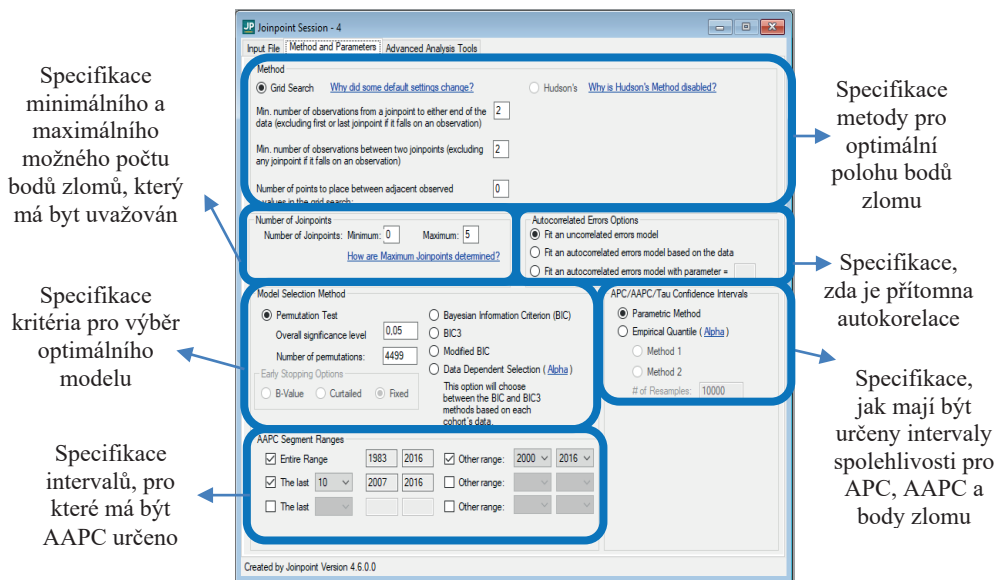 Specifikace
minimálního a
maximálního
možného počtu
bodů zlomů, který
má byt uvažován
Specifikace
kritéria pro výběr
optimálního
modelu
Specifikace
intervalů, pro
které má být
AAPC určeno
JP Joinpoint Session - 4
Input File Method and Parameters Advanced Analysis Tools
Method
Grid Search Why did some default settings change? Hudson's Why is Hudson's Method disabled?
Min. number of observations from a joinpoint to either end of the 2
data (excluding first or last joinpoint if it falls on an observation)
Min. number of observations between two joinpoints (excluding 2
any joinpoint if it falls on an observation)
Number of points to place between adjacent observed 0
values in the grid search:
Number of Joinpoints
Number of Joinpoints: Minimum: 0 Maximum: 5
How are Maximum Joinpoints determined?
Autocorrelated Errors Options
Fit an uncorrelated errors model
Fit an autocorrelated errors model based on the data
Fit an autocorrelated errors model with parameter =
Model Selection Method
Permutation Test
Overall significance level 0,05
Number of permutations: 4499
Early Stopping Options
B-Value Curtailed Fixed
Bayesian Information Criterion (BIC)
BIC3
Modified BIC
Data Dependent Selection ( Alpha )
This option will choose
between the BIC and BIC3
methods based on each
cohort's data.
APC/AAPC/Tau Confidence Intervals
Parametric Method
Empirical Quantile ( Alpha )
Method 1
Method 2
# of Resamples: 10000
AAPC Segment Ranges
Entire Range 1983 2016 Other range: 2000 2016
The last 10 2007 2016 Other range:
The last Other range:
Created by Joinpoint Version 4.6.0.0
Specifikace
metody pro
optimální
polohu bodů
zlomu
Specifikace,
zda je přítomna
autokorelace
Specifikace,
jak mají být
určeny intervaly
spolehlivosti pro
APC, AAPC a
body zlomu